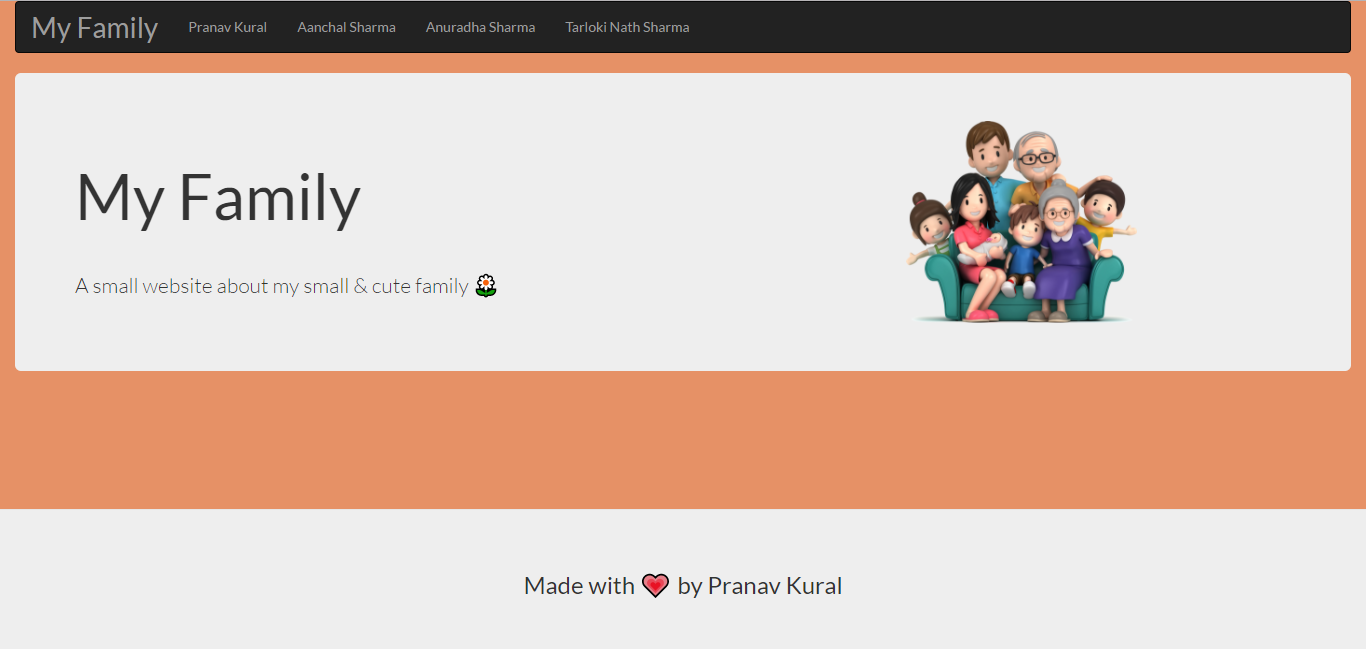 My Family Pranav Kural Aanchal Sharma Anuradha Sharma Tarloki Nath Sharma
My Family
A small website about my small & cute family 🌼
Made with 💗 by Pranav Kural